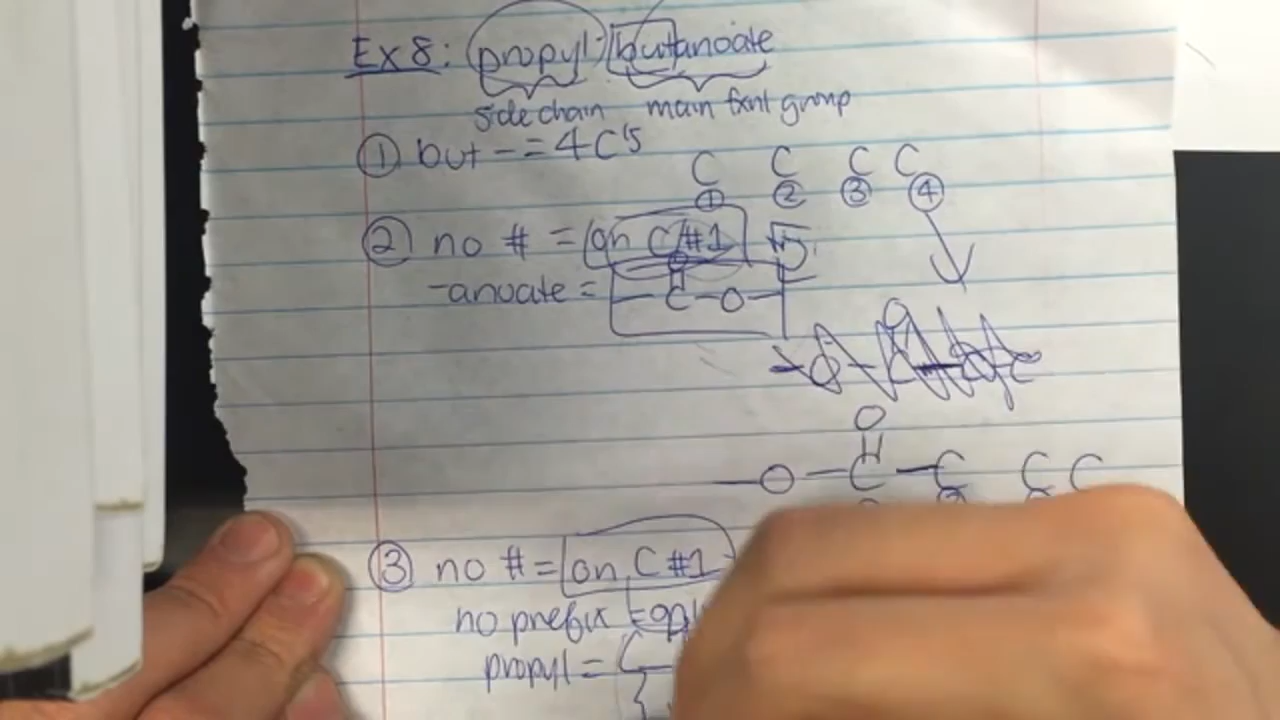 Ex 8: propyl butanoate
side chain main fxnl group
① but - = 4C's
C C C C
① ② ③ ④
② no # = on C #1
-anoate = -C-O-
O
O
-O-C-C C C
③ no # = on C #1
no prefix
propyl =